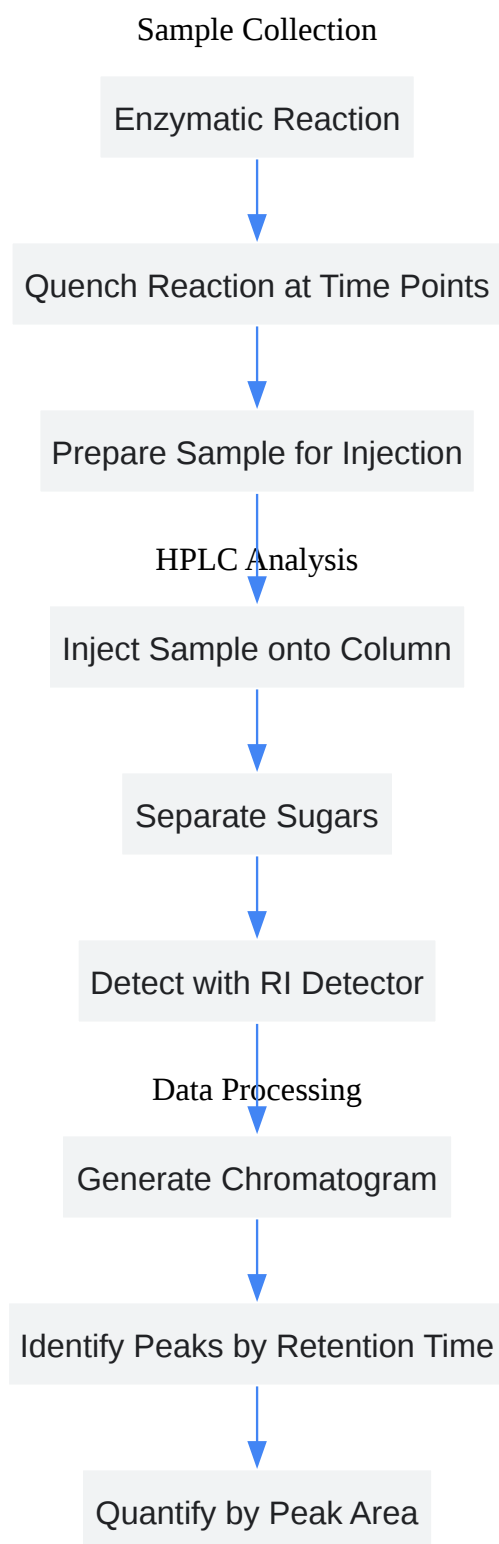 Sample Collection
Enzymatic Reaction
Quench Reaction at Time Points
Prepare Sample for Injection
HPLC Analysis
Inject Sample onto Column
Separate Sugars
Detect with RI Detector
Data Processing
Generate Chromatogram
Identify Peaks by Retention Time
Quantify by Peak Area